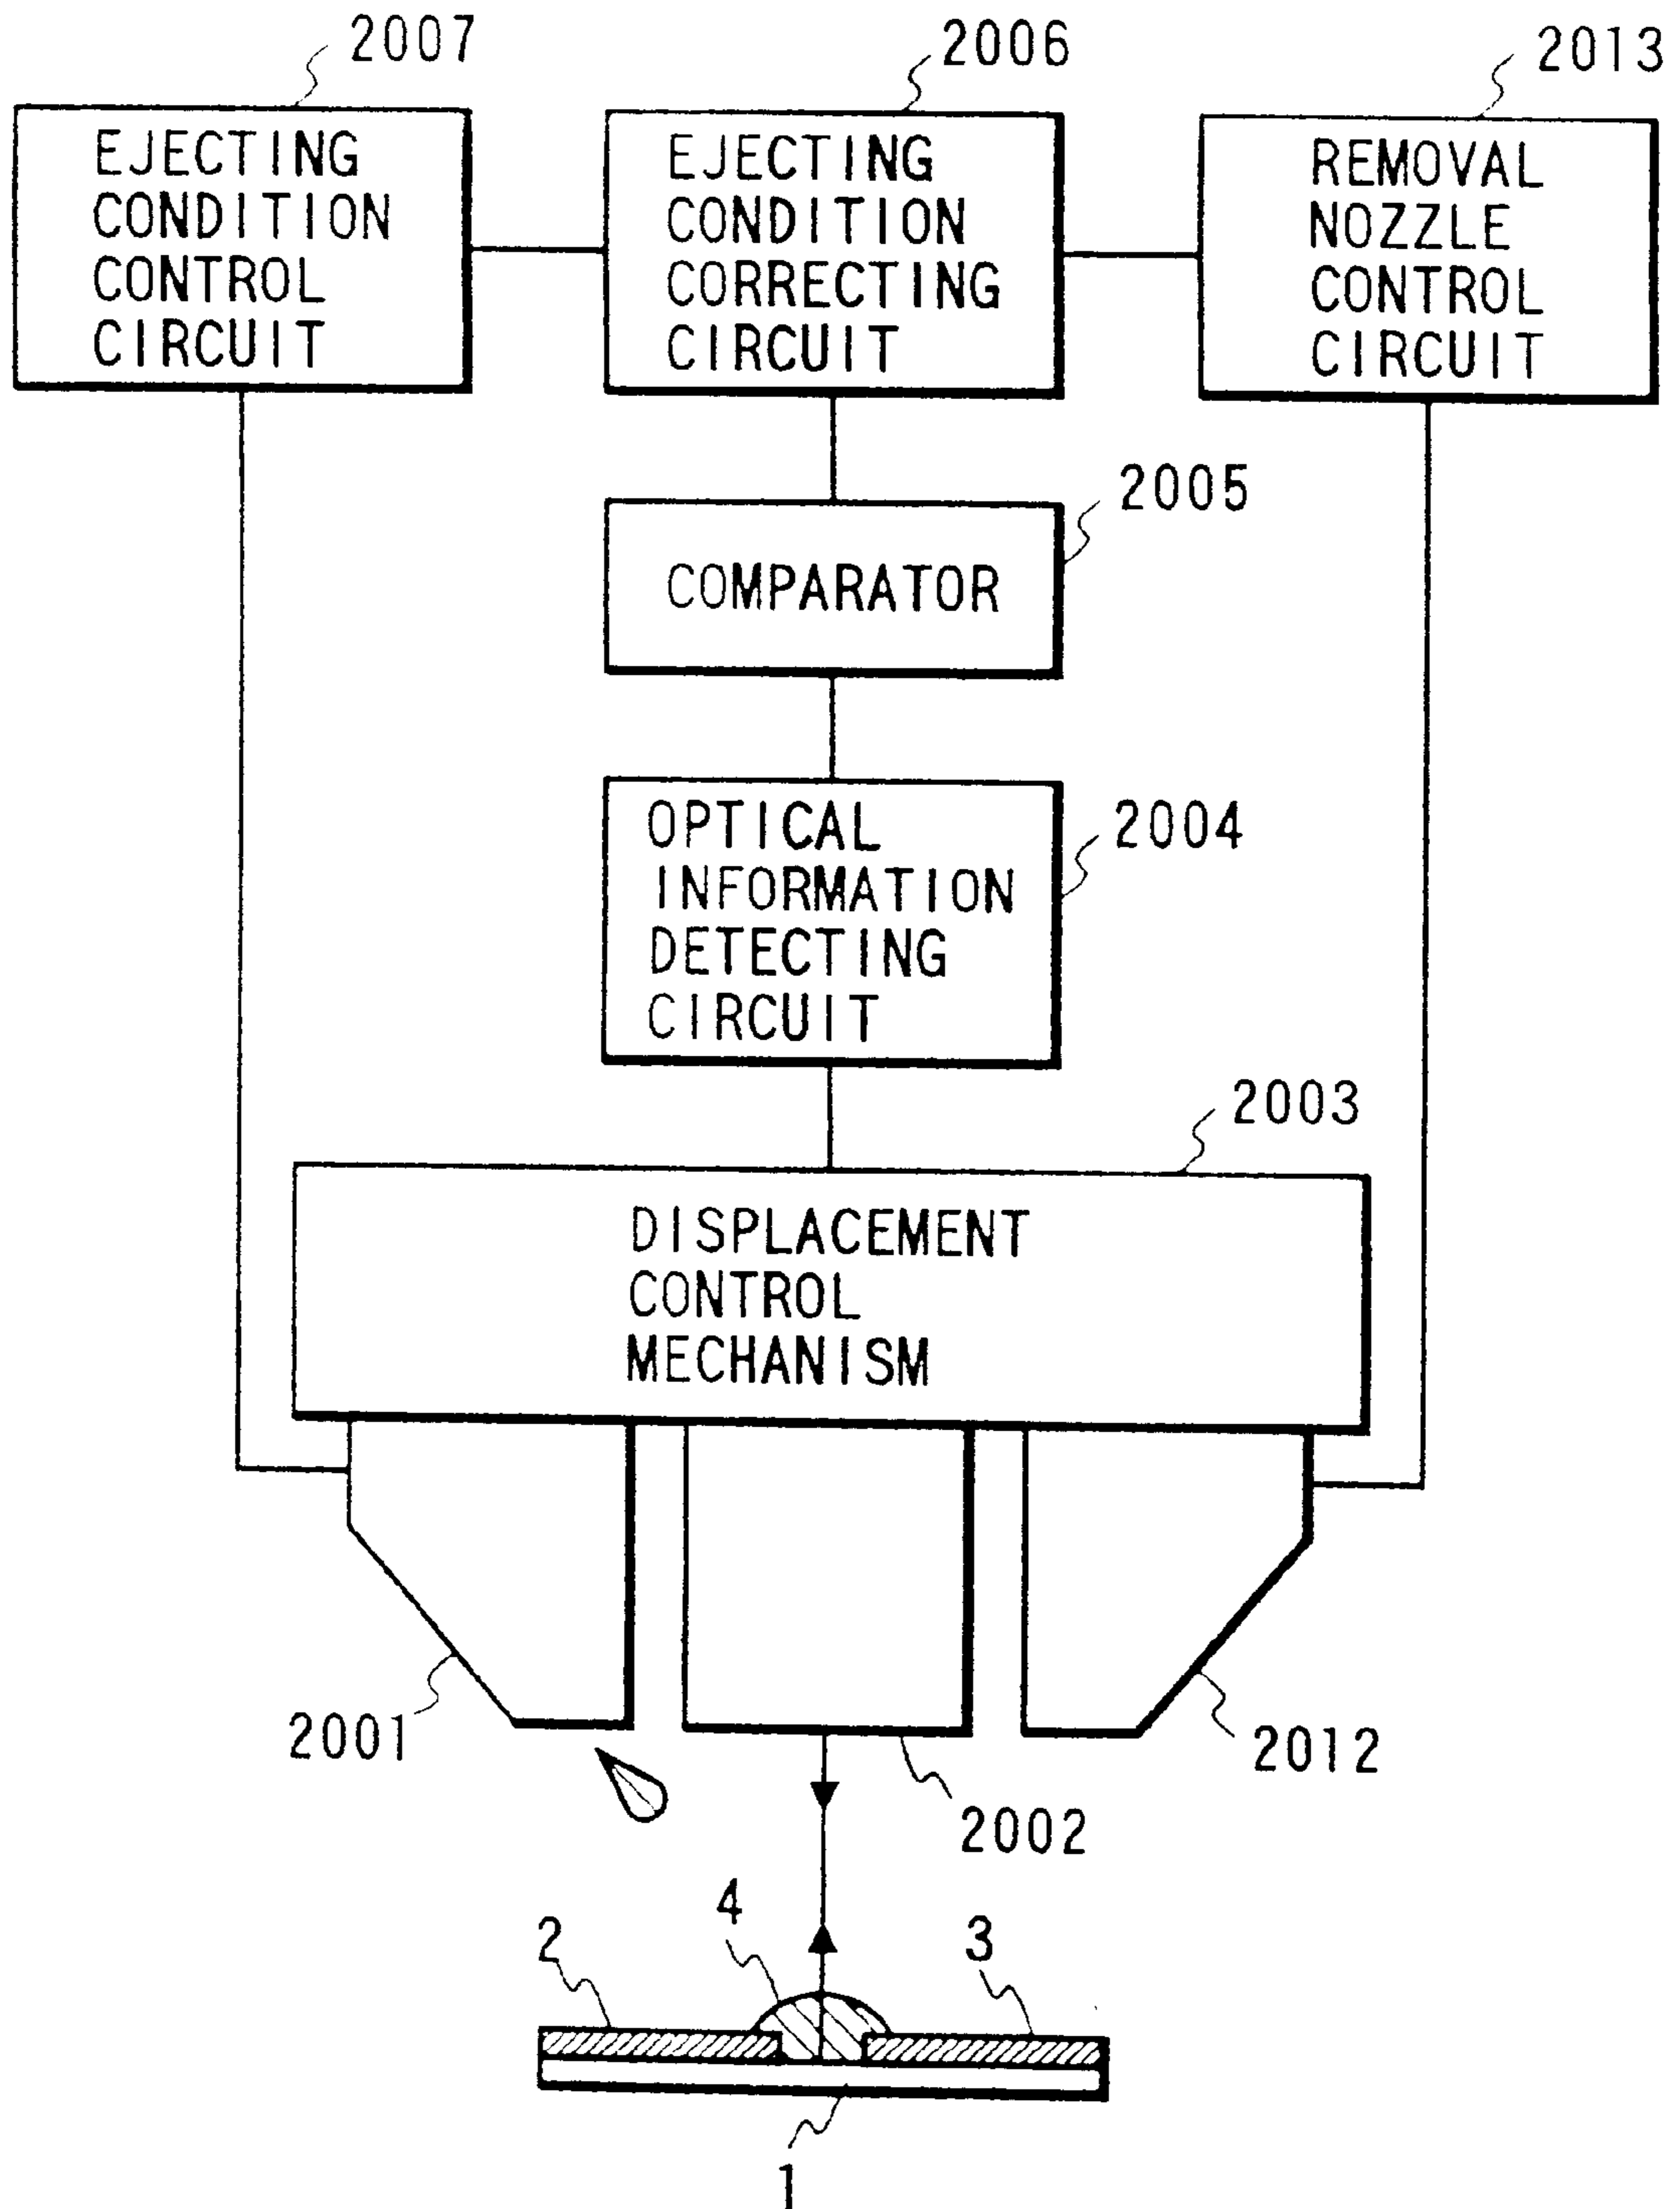 2007
2006
2013
EJECTING
CONDITION
CONTROL
CIRCUIT
EJECTING
CONDITION
CORRECTING
CIRCUIT
REMOVAL
NOZZLE
CONTROL
CIRCUIT
2005
COMPARATOR
2004
OPTICAL
INFORMATION
DETECTING
CIRCUIT
2003
DISPLACEMENT
CONTROL
MECHANISM
2001
2012
2002
4
2
3
1